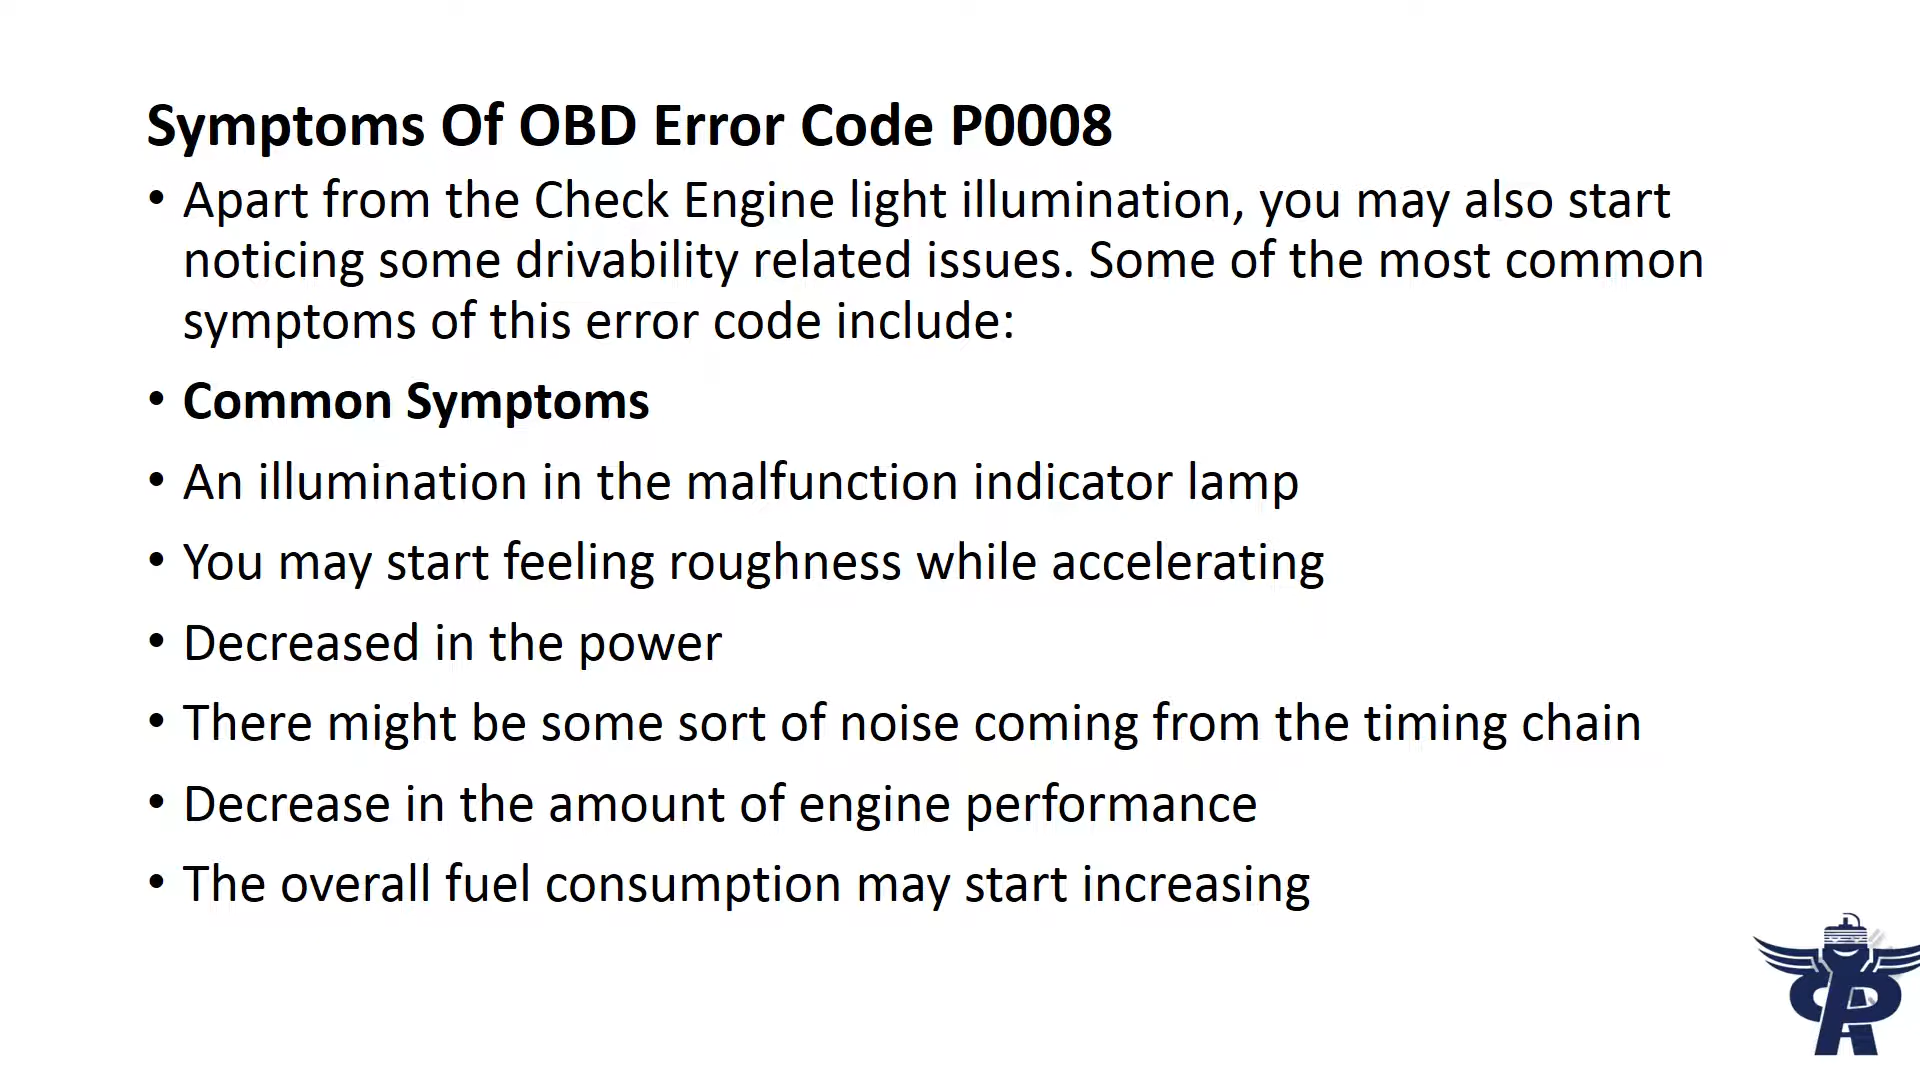 Symptoms Of OBD Error Code P0008
• Apart from the Check Engine light illumination, you may also start
noticing some drivability related issues. Some of the most common
symptoms of this error code include:
• Common Symptoms
• An illumination in the malfunction indicator lamp
• You may start feeling roughness while accelerating
• Decreased in the power
• There might be some sort of noise coming from the timing chain
• Decrease in the amount of engine performance
• The overall fuel consumption may start increasing